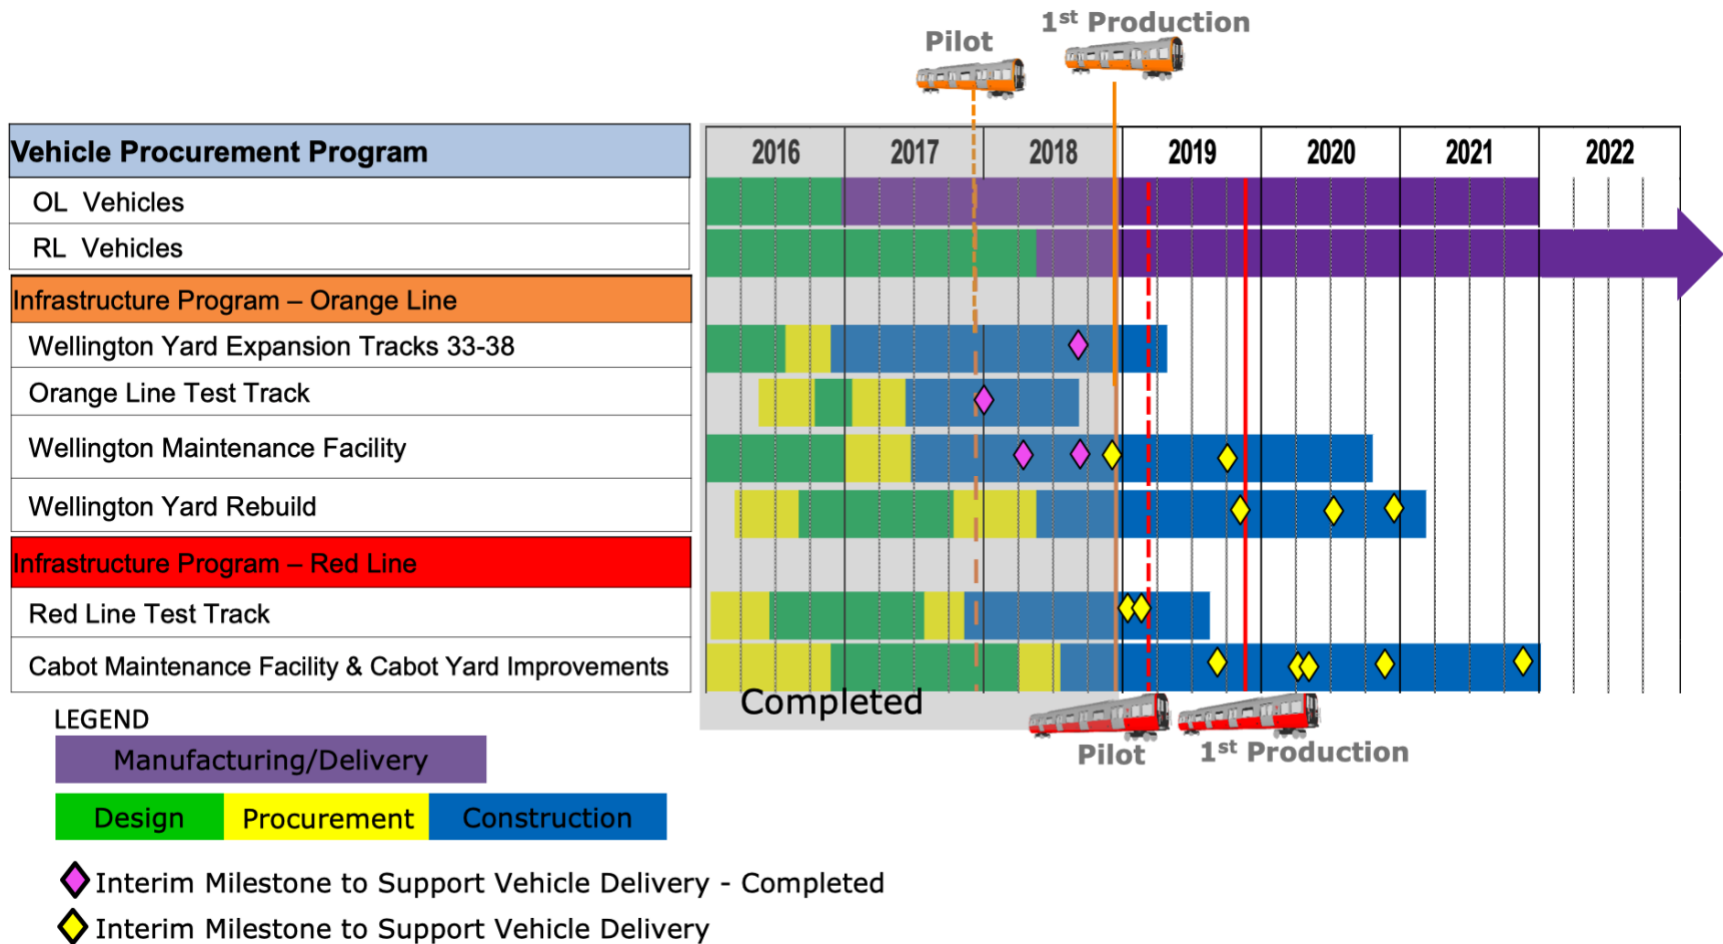 1st Production
Pilot
Vehicle Procurement Program
2016 2017 2018 2019 2020 2021 2022
OL Vehicles
RL Vehicles
Infrastructure Program – Orange Line
Wellington Yard Expansion Tracks 33-38
Orange Line Test Track
Wellington Maintenance Facility
Wellington Yard Rebuild
Infrastructure Program – Red Line
Red Line Test Track
Cabot Maintenance Facility & Cabot Yard Improvements
Completed
LEGEND
Pilot
1st Production
Manufacturing/Delivery
Design Procurement Construction
Interim Milestone to Support Vehicle Delivery - Completed
Interim Milestone to Support Vehicle Delivery